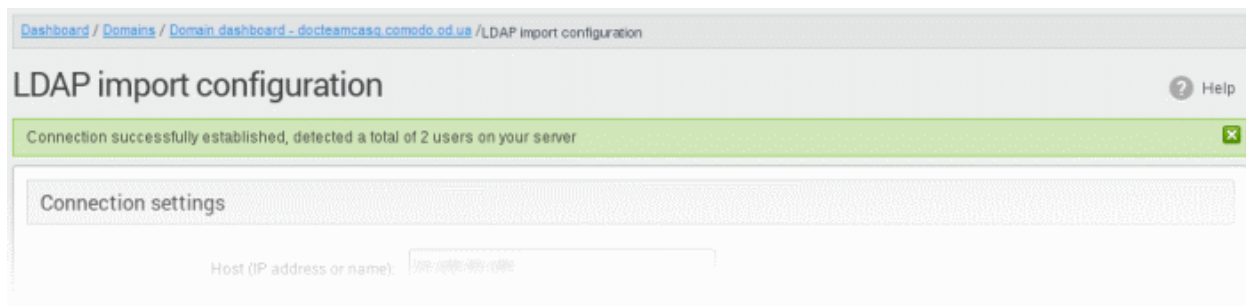 Dashboard / Domains / Domain dashboard - docteamcasg.comodo.od.ua /LDAP import configuration
LDAP import configuration
? Help
Connection successfully established, detected a total of 2 users on your server
Connection settings
Host (IP address or name):